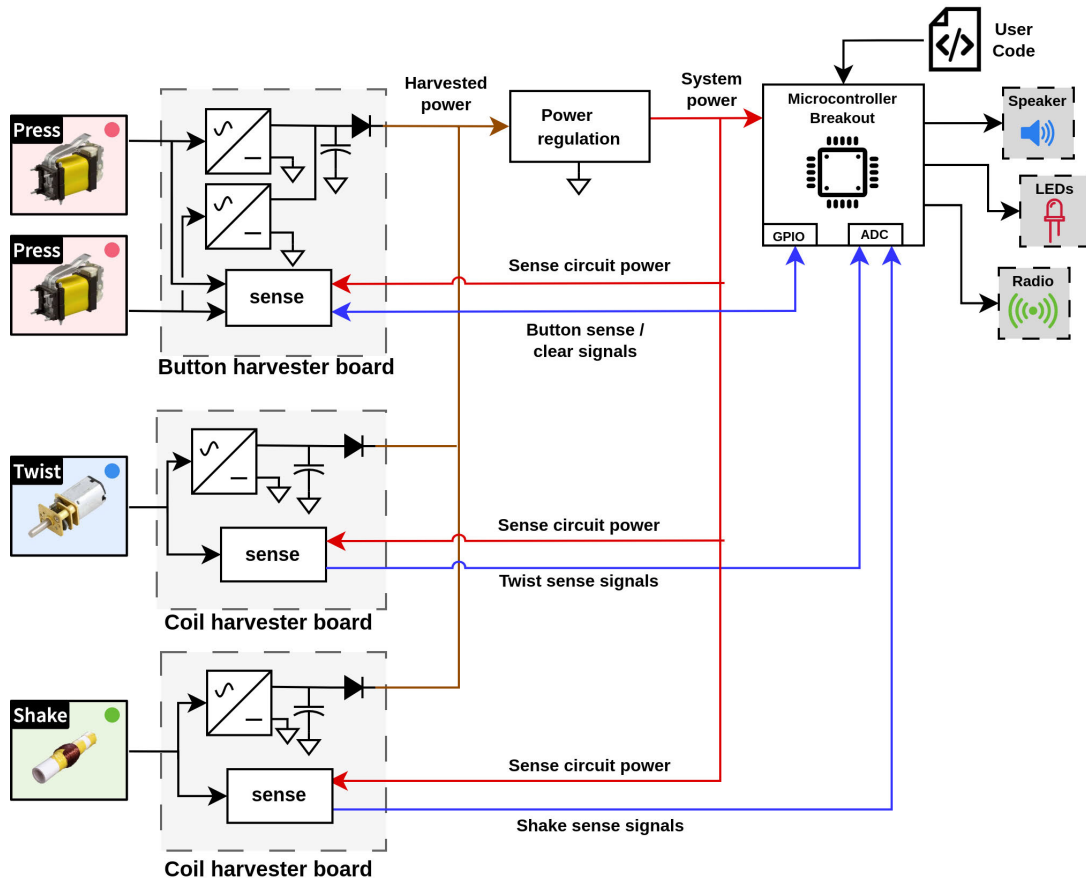 User
Code
Harvested
power
System
power
Microcontroller
Breakout
Speaker
Press
Power
regulation
LEDs
GPIO
ADC
Press
Sense circuit power
sense
Radio
Button sense /
clear signals
Button harvester board
Twist
Sense circuit power
sense
Twist sense signals
Coil harvester board
Shake
Sense circuit power
sense
Shake sense signals
Coil harvester board